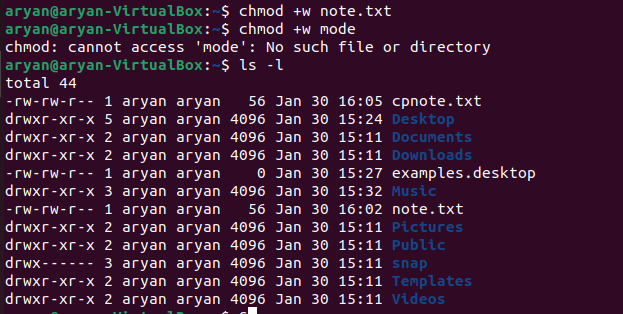 aryan@aryan-VirtualBox:~$ chmod +w note.txt
aryan@aryan-VirtualBox:~$ chmod +w mode
chmod: cannot access 'mode': No such file or directory
aryan@aryan-VirtualBox:~$ ls -l
total 44
-rw-rw-r-- 1 aryan aryan   56 Jan 30 16:05 cpnote.txt
drwxr-xr-x 5 aryan aryan 4096 Jan 30 15:24 Desktop
drwxr-xr-x 2 aryan aryan 4096 Jan 30 15:11 Documents
drwxr-xr-x 2 aryan aryan 4096 Jan 30 15:11 Downloads
-rw-r--r-- 1 aryan aryan    0 Jan 30 15:27 examples.desktop
drwxr-xr-x 3 aryan aryan 4096 Jan 30 15:32 Music
-rw-rw-r-- 1 aryan aryan   56 Jan 30 16:02 note.txt
drwxr-xr-x 2 aryan aryan 4096 Jan 30 15:11 Pictures
drwxr-xr-x 2 aryan aryan 4096 Jan 30 15:11 Public
drwx------ 3 aryan aryan 4096 Jan 30 15:11 snap
drwxr-xr-x 2 aryan aryan 4096 Jan 30 15:11 Templates
drwxr-xr-x 2 aryan aryan 4096 Jan 30 15:11 Videos